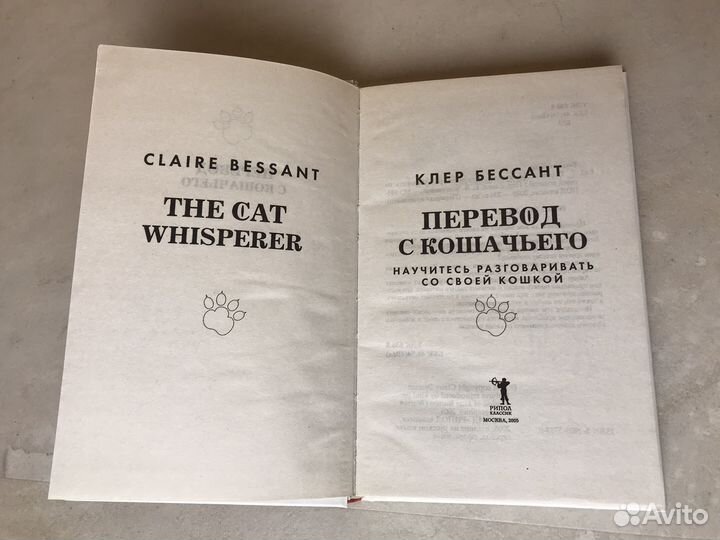 CLAIRE BESSANT
THE CAT
WHISPERER
КЛЕР БЕССАНТ
ПЕРЕВОД
С КОШАЧЬЕГО
НАУЧИТЕСЬ РАЗГОВАРИВАТЬ
СО СВОЕЙ КОШКОЙ
РИПОЛ
КЛАССИК
МОСКВА, 2005
Avito